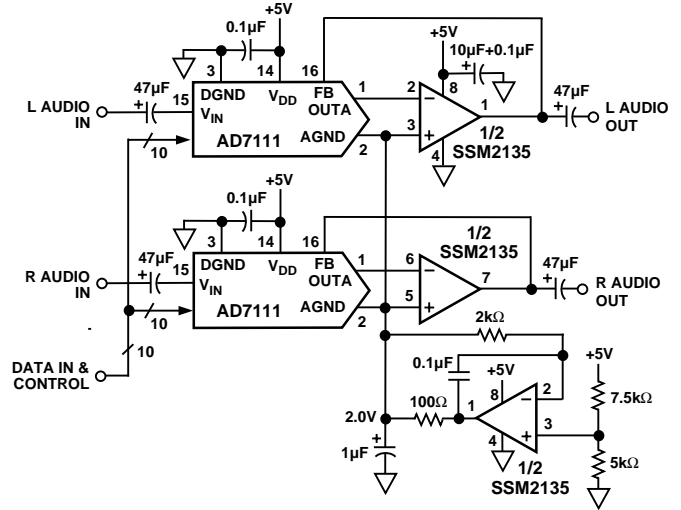 +5V
0.1µF
+5V
10µF+0.1µF
3
14
16
8
47µF
DGND
VDD
FB
1
2
47µF
L AUDIO
IN
15
VIN
OUTA
1
L AUDIO
OUT
AGND
3
1/2
SSM2135
10
AD7111
2
4
+5V
0.1µF
3
14
16
1/2
SSM2135
47µF
DGND
VDD
FB
1
6
7
47µF
R AUDIO
IN
15
VIN
OUTA
R AUDIO
OUT
AGND
5
10
AD7111
2
2kΩ
10
DATA IN &
CONTROL
0.1µF
+5V
+5V
8
2
7.5kΩ
2.0V
100Ω
1
3
1µF
4
5kΩ
1/2
SSM2135